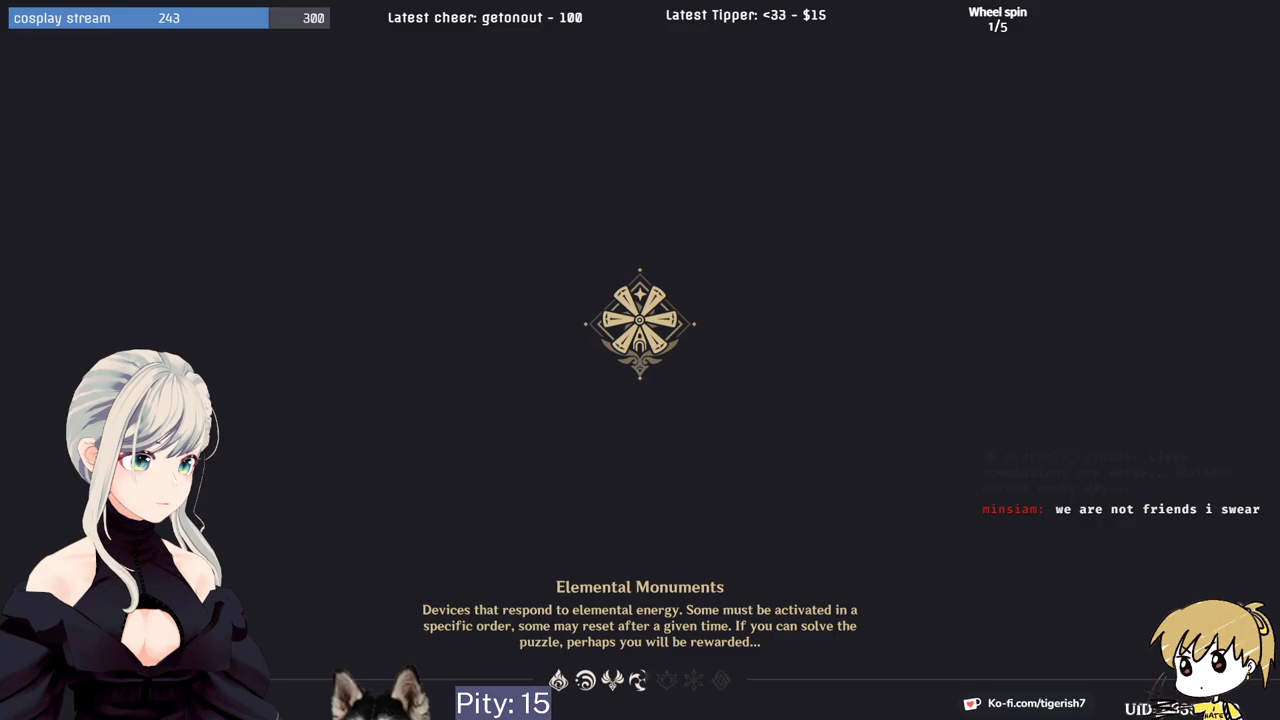 cosplay stream 243 300
Latest cheer: getonout - 100
Latest Tipper: <33 - $15
Wheel spin
1/5
minsiam: we are not friends i swear
Elemental Monuments
Devices that respond to elemental energy. Some must be activated in a
specific order, some may reset after a given time. If you can solve the
puzzle, perhaps you will be rewarded...
Pity: 15
Ko-fi.com/tigerish7
UID
HATE